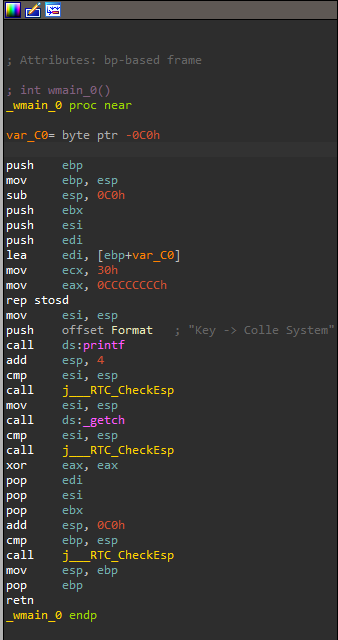 ; Attributes: bp-based frame
; int wmain_0()
_wmain_0 proc near
var_C0= byte ptr -0C0h
push ebp
mov ebp, esp
sub esp, 0C0h
push ebx
push esi
push edi
lea edi, [ebp+var_C0]
mov ecx, 30h
mov eax, 0CCCCCCCCh
rep stosd
mov esi, esp
push offset Format ; "Key -> Colle System"
call ds:printf
add esp, 4
cmp esi, esp
call j___RTC_CheckEsp
mov esi, esp
call ds:_getch
cmp esi, esp
call j___RTC_CheckEsp
xor eax, eax
pop edi
pop esi
pop ebx
add esp, 0C0h
cmp ebp, esp
call j___RTC_CheckEsp
mov esp, ebp
pop ebp
retn
_wmain_0 endp